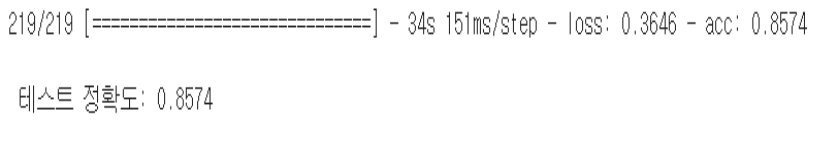 219/219 [==============================] - 34s 151ms/step - loss: 0.3646 - acc: 0.8574
테스트 정확도: 0.8574